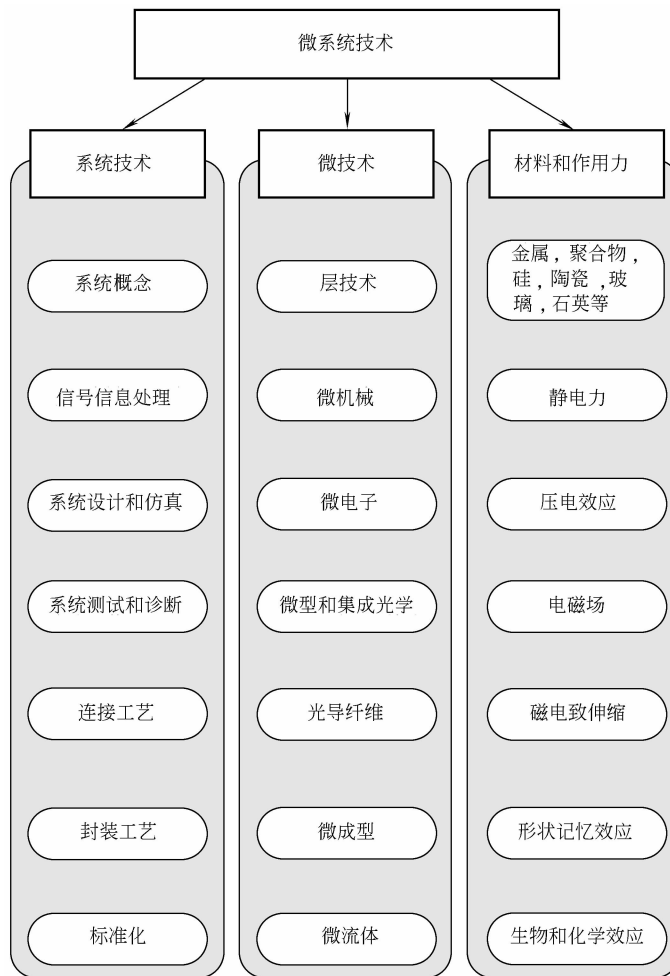 微系统技术
系统技术
系统概念
信号信息处理
系统设计和仿真
系统测试和诊断
连接工艺
封装工艺
标准化
微技术
层技术
微机械
微电子
微型和集成光学
光导纤维
微成型
微流体
材料和作用力
金属，聚合物，
硅，陶瓷，玻
璃，石英等
静电力
压电效应
电磁场
磁电致伸缩
形状记忆效应
生物和化学效应